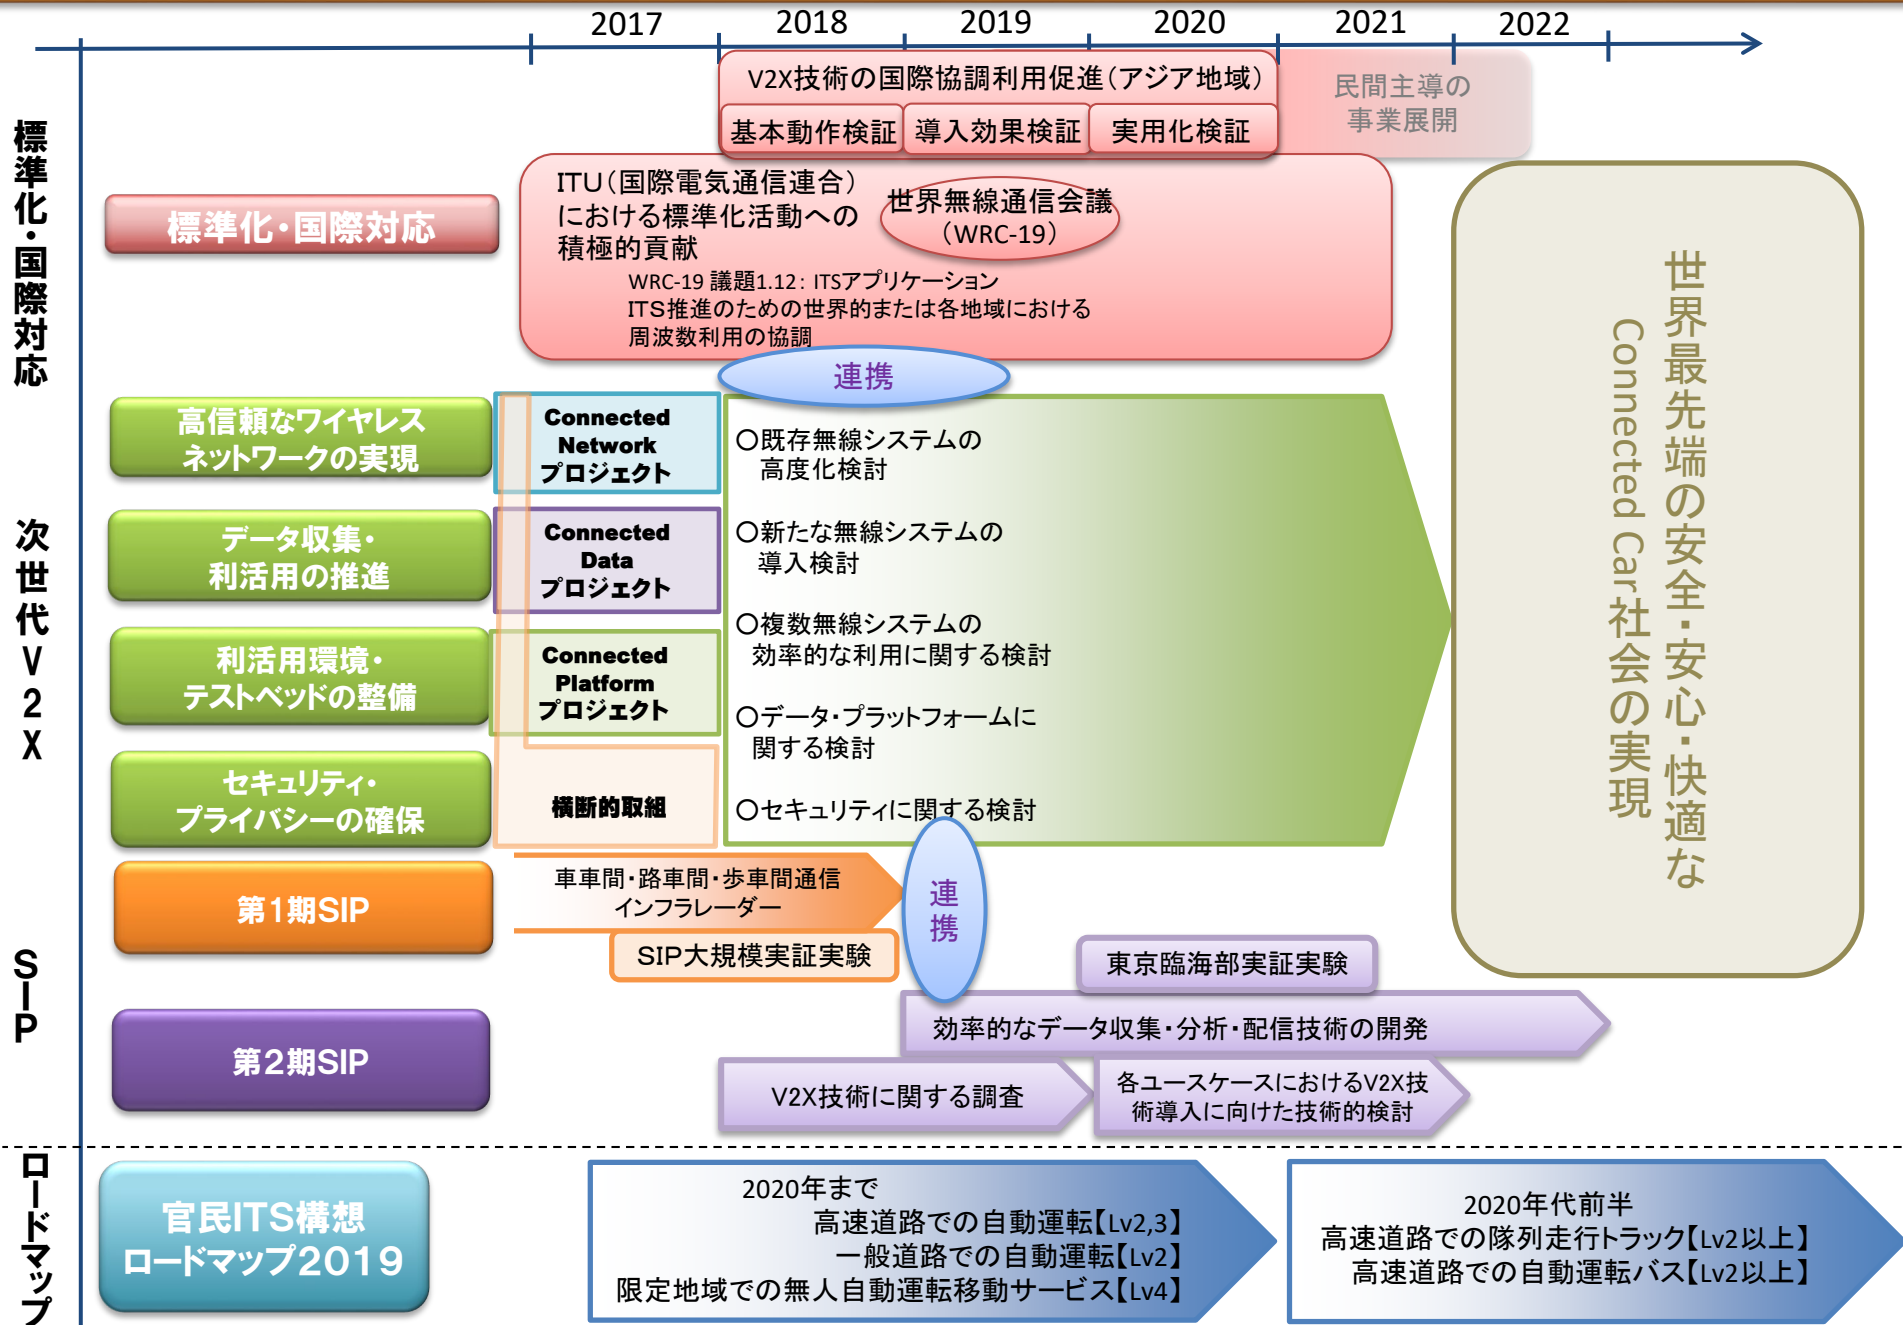 2017
2018
2019
2020
2021
2022
標準化・国際対応
V2X技術の国際協調利用促進(アジア地域)
基本動作検証
導入効果検証
実用化検証
民間主導の
事業展開
標準化・国際対応
ITU(国際電気通信連合)
における標準化活動への
積極的貢献
世界無線通信会議
(WRC-19)
WRC-19 議題1.12: ITSアプリケーション
ITS推進のための世界的または各地域における
周波数利用の協調
連携
世界最先端の安全・安心・快適な
Connected Car社会の実現
次世代V2X
高信頼なワイヤレス
ネットワークの実現
データ収集・
利活用の推進
利活用環境・
テストベッドの整備
セキュリティ・
プライバシーの確保
Connected
Network
プロジェクト
Connected
Data
プロジェクト
Connected
Platform
プロジェクト
横断的取組
○既存無線システムの
高度化検討
○新たな無線システムの
導入検討
○複数無線システムの
効率的な利用に関する検討
○データ・プラットフォームに
関する検討
○セキュリティに関する検討
SIP
第1期SIP
車車間・路車間・歩車間通信
インフラレーダー
SIP大規模実証実験
連携
東京臨海部実証実験
第2期SIP
効率的なデータ収集・分析・配信技術の開発
V2X技術に関する調査
各ユースケースにおけるV2X技
術導入に向けた技術的検討
ロードマップ
官民ITS構想
ロードマップ2019
2020年まで
高速道路での自動運転【Lv2,3】
一般道路での自動運転【Lv2】
限定地域での無人自動運転移動サービス【Lv4】
2020年代前半
高速道路での隊列走行トラック【Lv2以上】
高速道路での自動運転バス【Lv2以上】